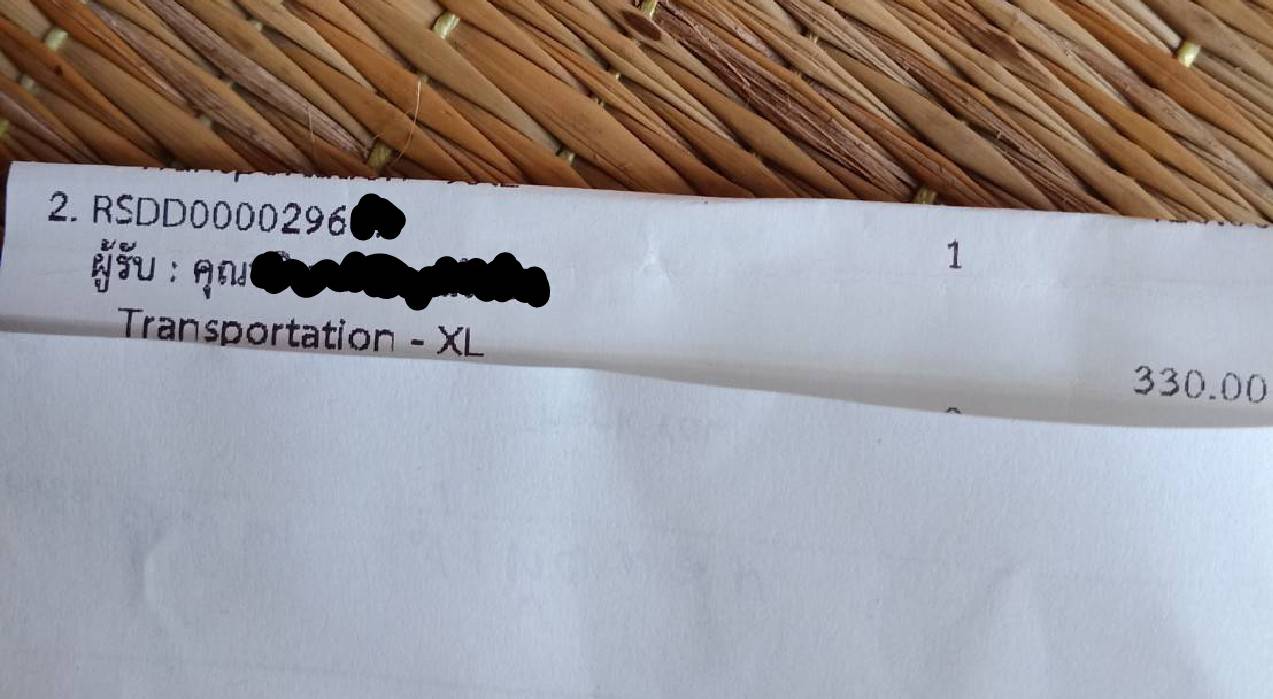 2. RSDD0000296
1
ผู้รับ : คุณ
Transportation - XL
330.00